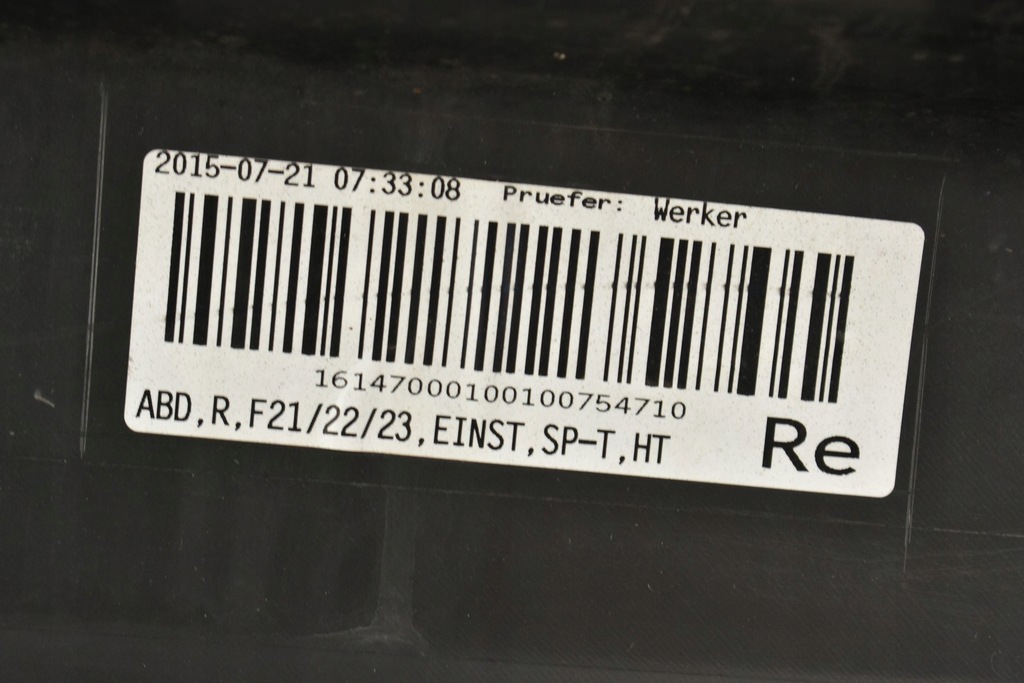 2015-07-21 07:33:08 Pruefer: Werker
16147000100100754710
ABD,R,F21/22/23,EINST,SP-T,HT
Re